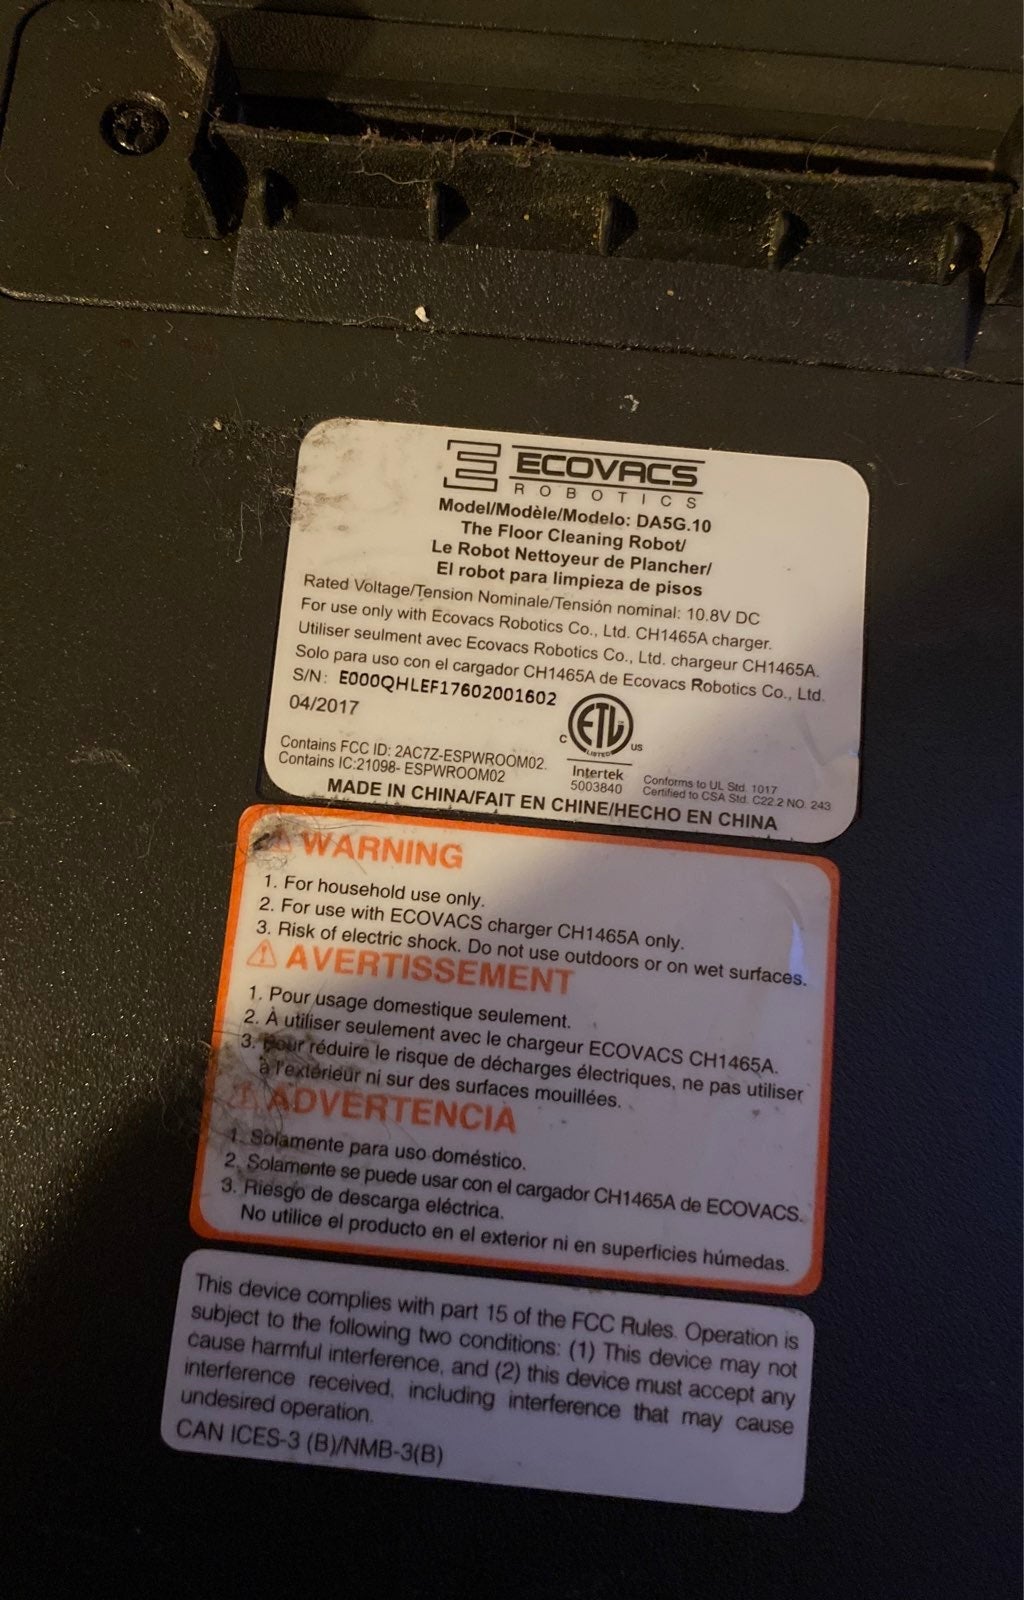 ECOVACS
ROBOTICS
Model/Modèle/Modelo: DA5G.10
The Floor Cleaning Robot/
Le Robot Nettoyeur de Plancher/
El robot para limpieza de pisos
Rated Voltage/Tension Nominale/Tensión nominal: 10.8V DC
For use only with Ecovacs Robotics Co., Ltd. CH1465A charger.
Utiliser seulment avec Ecovacs Robotics Co., Ltd. chargeur CH1465A.
Solo para uso con el cargador CH1465A de Ecovacs Robotics Co., Ltd.
S/N: E000QHLEF17602001602
04/2017
ETL
C LISTED US
Contains FCC ID: 2AC7Z-ESPWROOM02.
Contains IC:21098- ESPWROOM02
Intertek
5003840
Conforms to UL Std. 1017
Certified to CSA Std. C22.2 NO. 243
MADE IN CHINA/FAIT EN CHINE/HECHO EN CHINA
WARNING
1. For household use only.
2. For use with ECOVACS charger CH1465A only.
3. Risk of electric shock. Do not use outdoors or on wet surfaces.
AVERTISSEMENT
1. Pour usage domestique seulement.
2. À utiliser seulement avec le chargeur ECOVACS CH1465A.
3. Pour réduire le risque de décharges électriques, ne pas utiliser
à l'extérieur ni sur des surfaces mouillées.
ADVERTENCIA
1. Solamente para uso doméstico.
2. Solamente se puede usar con el cargador CH1465A de ECOVACS.
3. Riesgo de descarga eléctrica.
No utilice el producto en el exterior ni en superficies húmedas.
This device complies with part 15 of the FCC Rules. Operation is
subject to the following two conditions: (1) This device may not
cause harmful interference, and (2) this device must accept any
interference received, including interference that may cause
undesired operation.
CAN ICES-3 (B)/NMB-3(B)